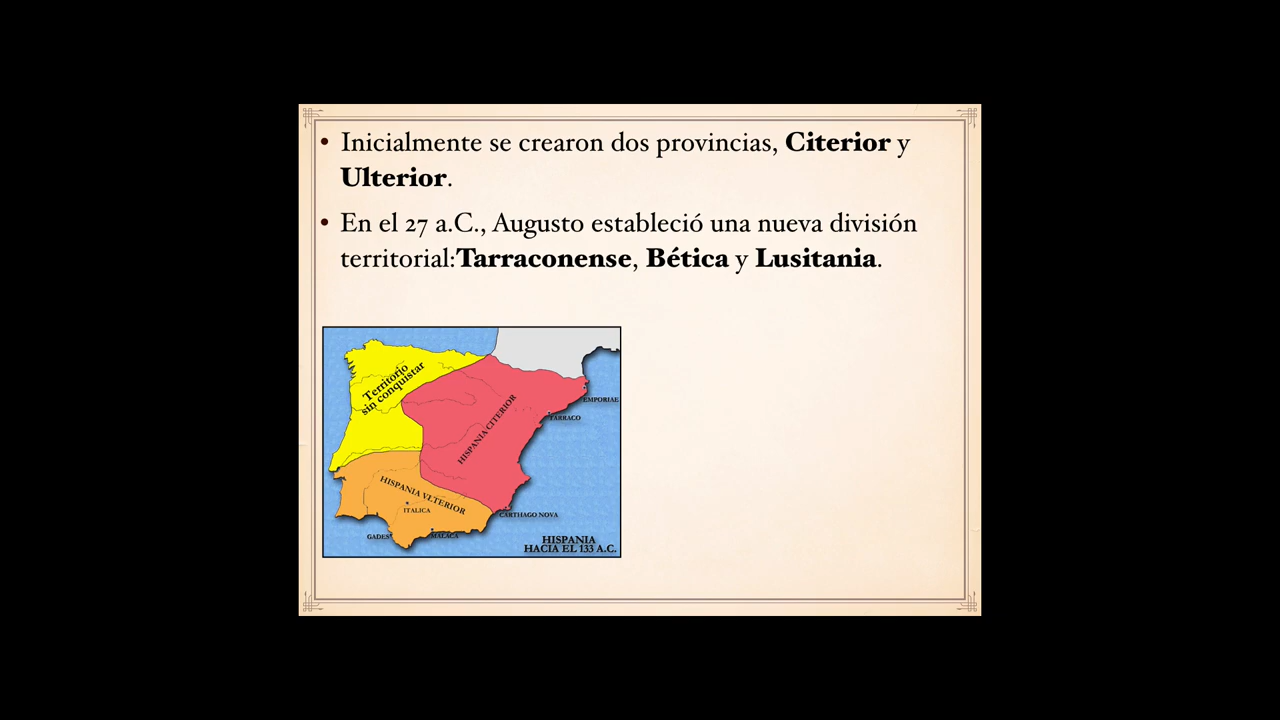 • Inicialmente se crearon dos provincias, Citerior y
Ulterior.
• En el 27 a.C., Augusto estableció una nueva división
territorial:Tarraconense, Bética y Lusitania.
Territorio
sin conquistar
HISPANIA CITERIOR
EMPORIAE
TARRACO
HISPANIA VLTERIOR
ITALICA
CARTHAGO NOVA
GADES
MALACA
HISPANIA
HACIA EL 133 A.C.